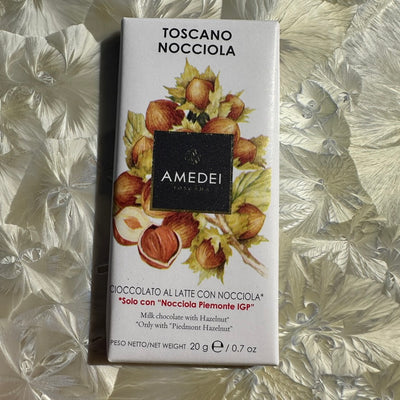 TOSCANO
NOCCIOLA
AMEDEI
TOSCANA
CIOCCOLATO AL LATTE CON NOCCIOLA*
*Solo con "Nocciola Piemonte IGP"
Milk chocolate with Hazelnut*
*Only with "Piedmont Hazelnut"
PESO NETTO/NET WEIGHT 20 g ℮ / 0.7 oz